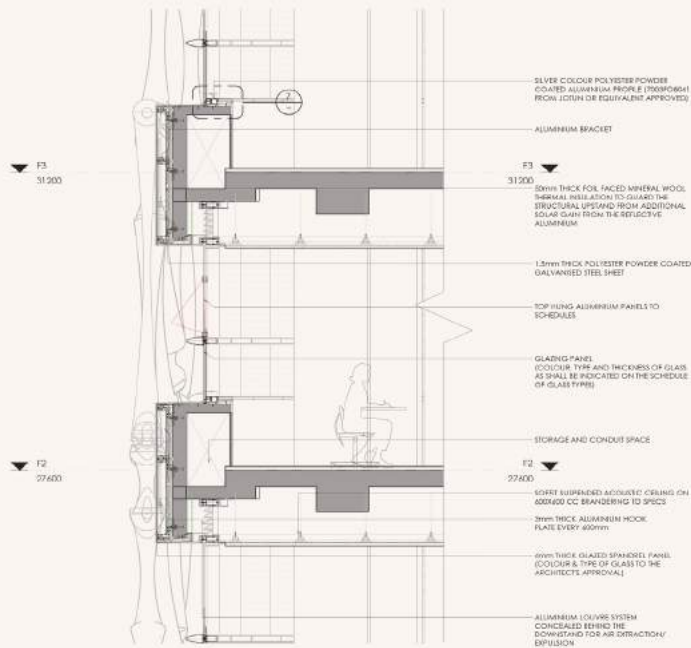 SILVER COLOUR POLYESTER POWDER
COATED ALUMINIUM PROFILE
FROM JOTUN OR EQUIVALENT APPROVED)
2
ALUMINIUM BRACKET
F3
31200
F3
31200
50mm THICK FOIL FACED MINERAL WOOL
THERMAL INSULATION TO GUARD THE
STRUCTURAL UPSTAND FROM ADDITIONAL
SOLAR GAIN FROM THE REFLECTIVE
ALUMINIUM
1.5mm THICK POLYESTER POWDER COATED
GALVANISED STEEL SHEET
TOP HUNG ALUMINIUM PANELS TO
SCHEDULES
GLAZING PANEL
(COLOUR, TYPE AND THICKNESS OF GLASS
AS SHALL BE INDICATED ON THE SCHEDULE
OF GLASS TYPES)
STORAGE AND CONDUIT SPACE
F2
27600
F2
27600
SOFFIT SUSPENDED ACOUSTIC CEILING ON
600X600 CC BRANDERING TO SPECS
3mm THICK ALUMINIUM HOOK
PLATE EVERY 600mm
6mm THICK GLAZED SPANDREL PANEL
(COLOUR & TYPE OF GLASS TO THE
ARCHITECTS APPROVAL)
ALUMINIUM LOUVRE SYSTEM
CONCEALED BEHIND THE
DOWNSTAND FOR AIR EXTRACTION/
EXPULSION